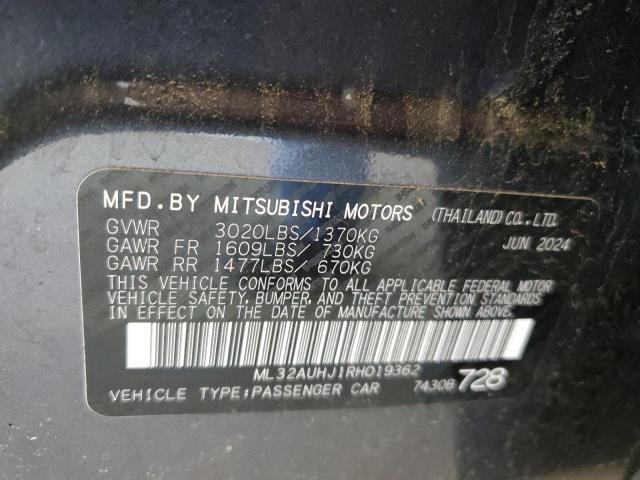 MFD.BY MITSUBISHI MOTORS (THAILAND) CO., LTD.
GVWR 3020LBS/1370KG JUN 2024
GAWR FR 1609LBS/ 730KG
GAWR RR 1477LBS/ 670KG
THIS VEHICLE CONFORMS TO ALL APPLICABLE FEDERAL MOTOR
VEHICLE SAFETY, BUMPER, AND THEFT PREVENTION STANDARDS
IN EFFECT ON THE DATE OF MANUFACTURE SHOWN ABOVE.
ML32AUHJ1RH019362
VEHICLE TYPE:PASSENGER CAR 7430B 728